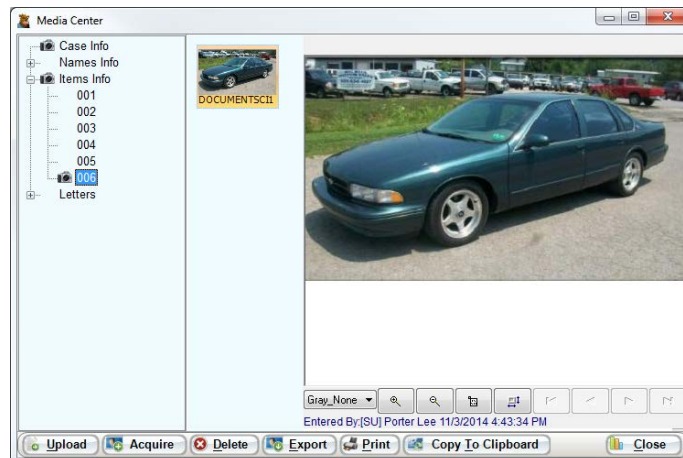 Media Center
Case Info
Names Info
Items Info
001
002
003
004
005
006
Letters
DOCUMENTSCI1
Gray_None
Entered By:[SU] Porter Lee 11/3/2014 4:43:34 PM
Upload
Acquire
Delete
Export
Print
Copy To Clipboard
Close